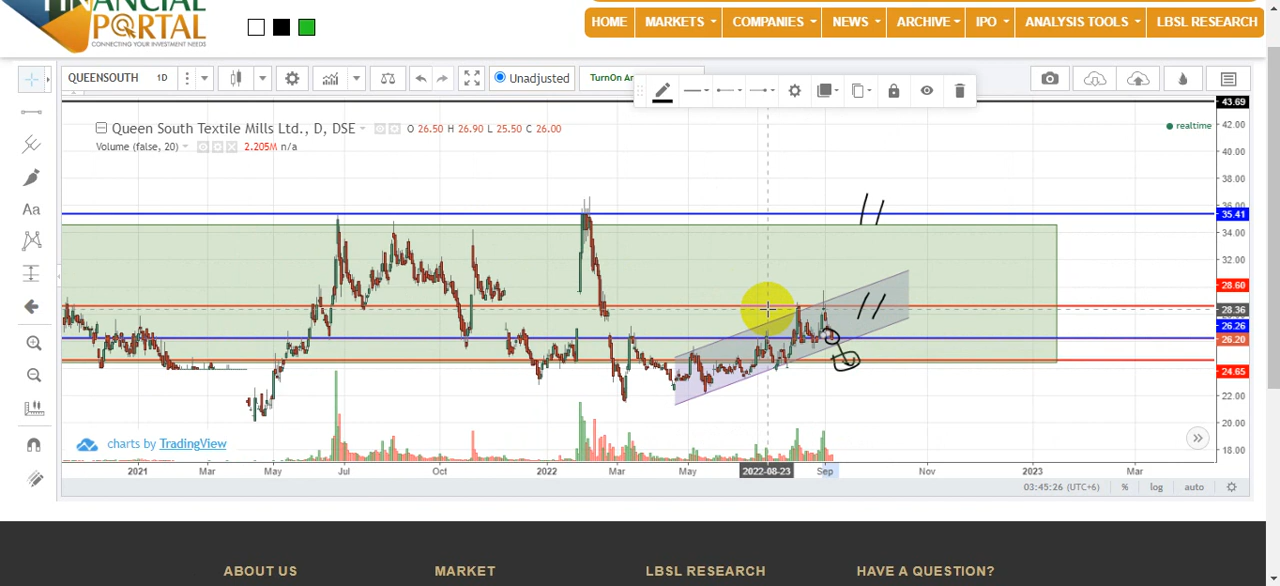 FINANCIAL
PORTAL
CONNECTING YOUR INVESTMENT NEEDS
HOME MARKETS COMPANIES NEWS ARCHIVE IPO ANALYSIS TOOLS LBSL RESEARCH
QUEENSOUTH 1D Unadjusted TurnOn An
43.69
Queen South Textile Mills Ltd., D, DSE O 26.50 H 26.90 L 25.50 C 26.00
realtime
42.00
Volume (false, 20) 2.205M n/a
40.00
38.00
36.00
35.41
34.00
32.00
28.60
28.36
26.26
26.20
24.65
22.00
20.00
18.00
charts by TradingView
2021 Mar May Jul Oct 2022 Mar May 2022-08-23 Sep Nov 2023 Mar
03:45:26 (UTC+6) % log auto
Aa
ABOUT US MARKET LBSL RESEARCH HAVE A QUESTION?